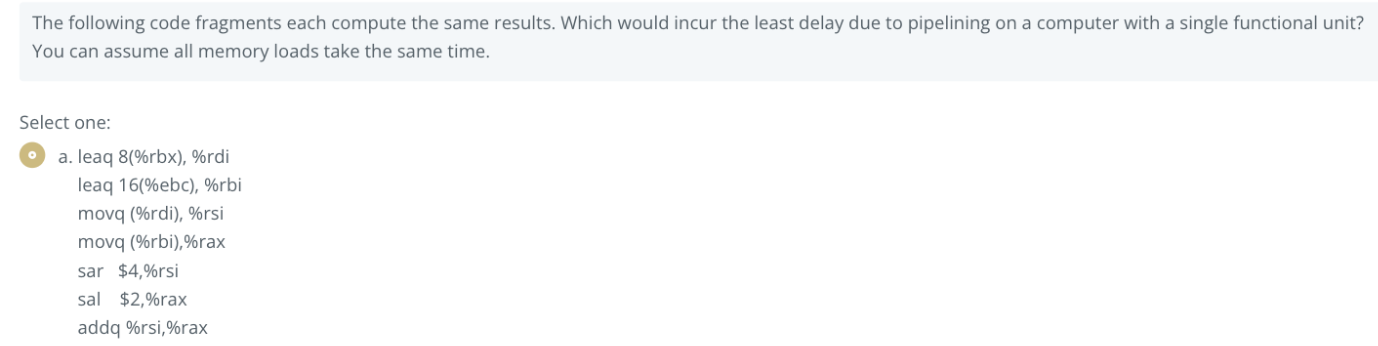 The following code fragments each compute the same results. Which would incur the least delay due to pipelining on a computer with a single functional unit?
You can assume all memory loads take the same time.
Select one:
a. leaq 8(%rbx), %rdi
leaq 16(%ebc), %rbi
movq (%rdi), %rsi
movq (%rbi),%rax
sar $4,%rsi
sal $2,%rax
addq %rsi,%rax